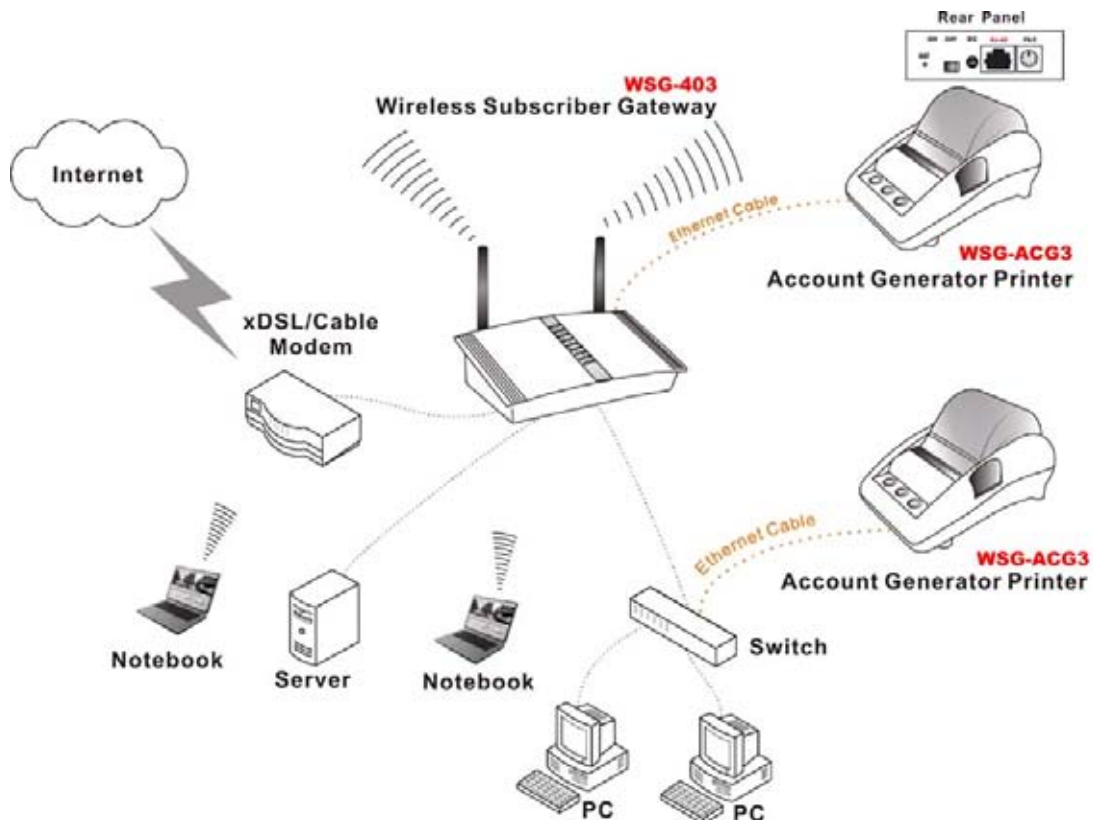 Rear Panel
WSG-403
Wireless Subscriber Gateway
Internet
Ethernet Cable
WSG-ACG3
Account Generator Printer
xDSL/Cable
Modem
Ethernet Cable
WSG-ACG3
Account Generator Printer
Switch
Notebook
Server
Notebook
PC
PC